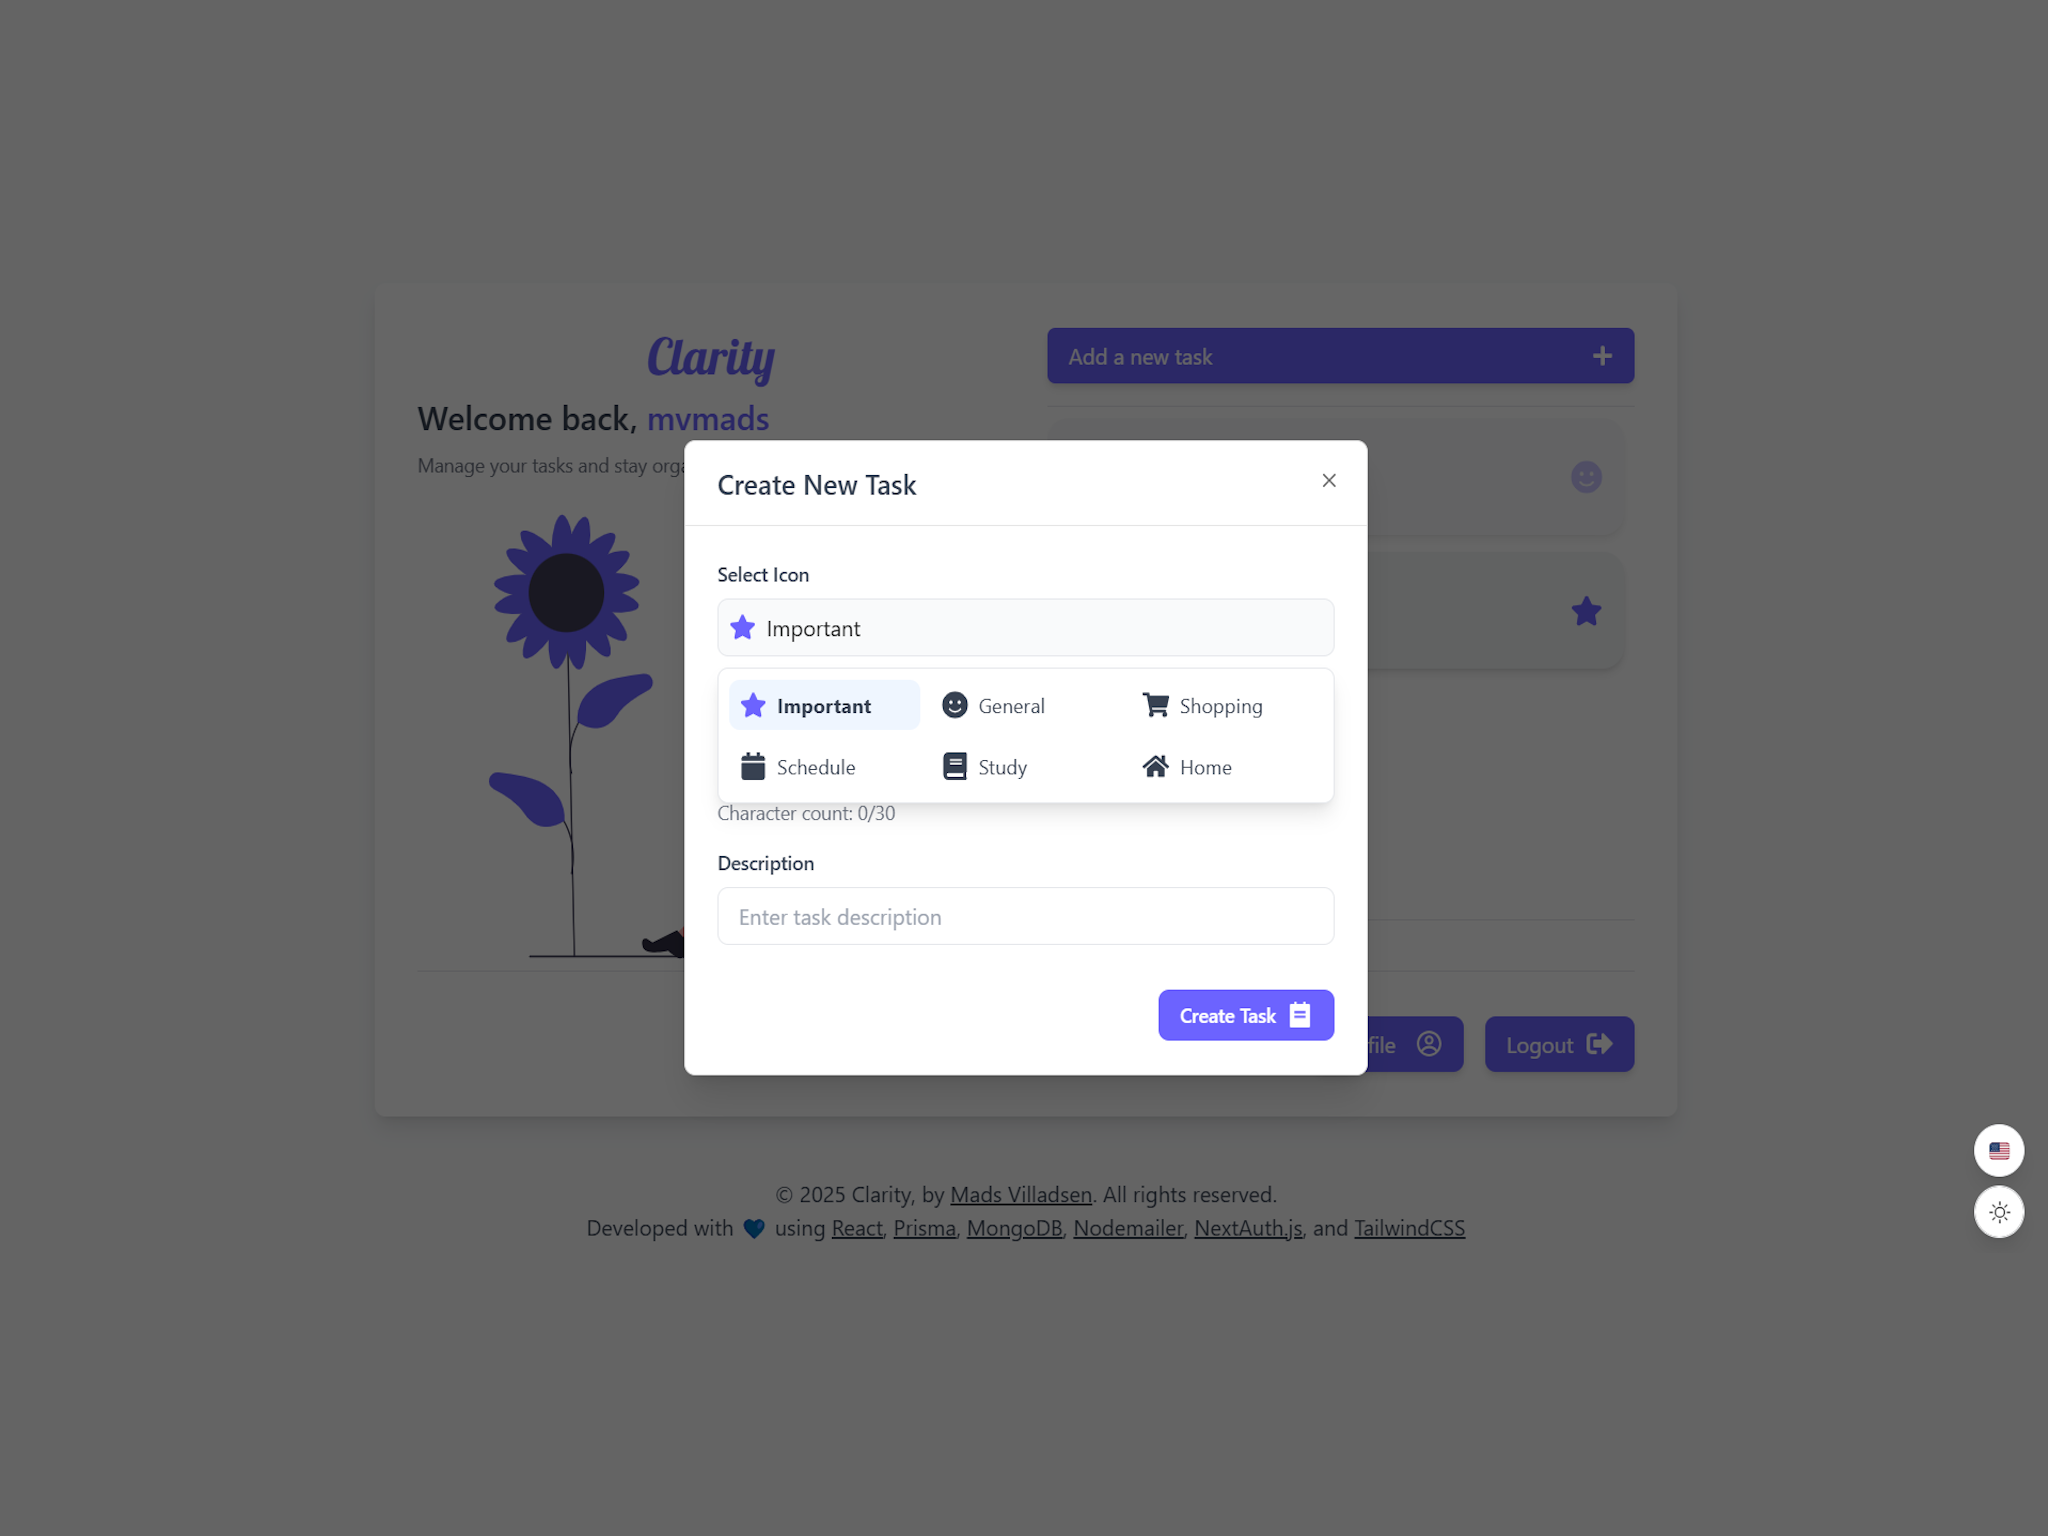 Clarity
Welcome back, mvmads
Manage your tasks and stay
Add a new task
Create New Task
Select Icon
Important
Important
General
Shopping
Schedule
Study
Home
Character count: 0/30
Description
Enter task description
Create Task
Logout
© 2025 Clarity, by Mads Villadsen. All rights reserved.
Developed with 💙 using React, Prisma, MongoDB, Nodemailer, NextAuth.js, and TailwindCSS